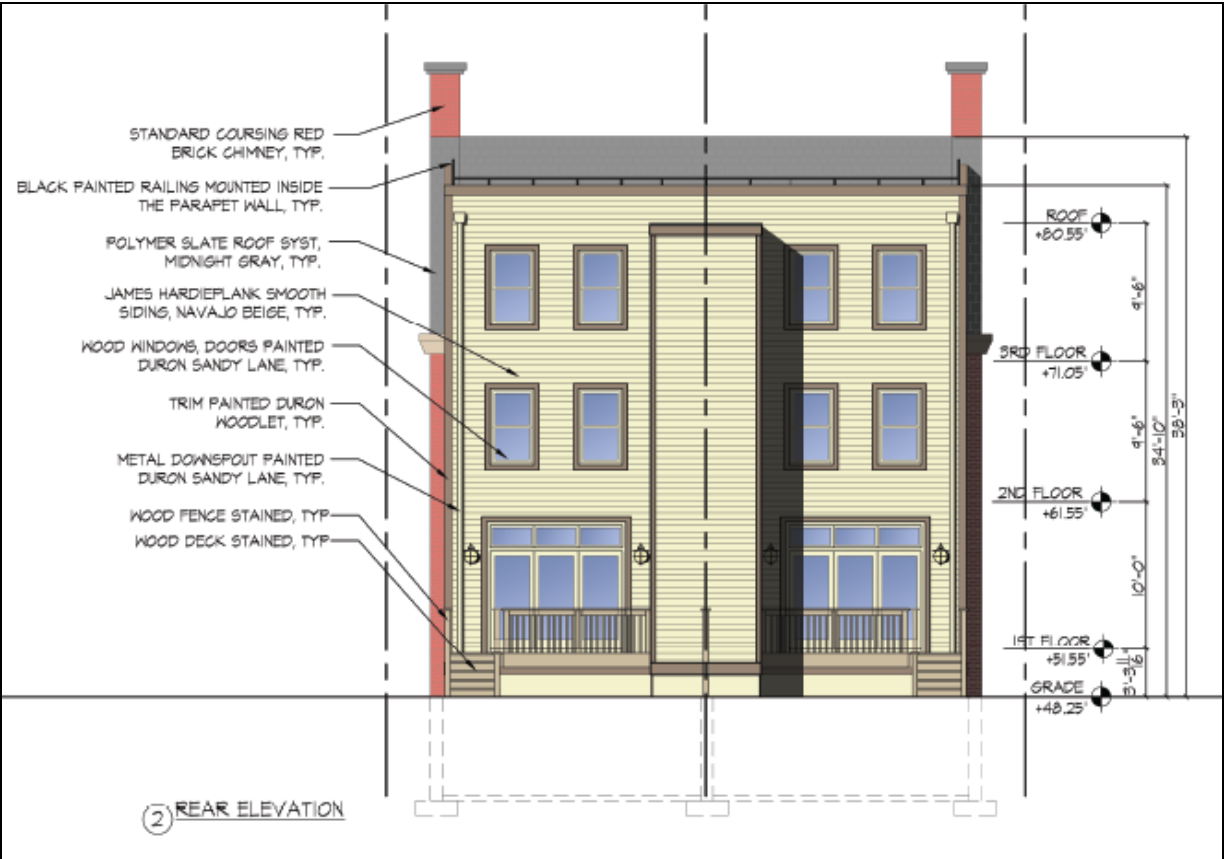 STANDARD COURSING RED
BRICK CHIMNEY, TYP.
BLACK PAINTED RAILING MOUNTED INSIDE
THE PARAPET WALL, TYP.
POLYMER SLATE ROOF SYST,
MIDNIGHT GRAY, TYP.
JAMES HARDIEPLANK SMOOTH
SIDING, NAVAJO BEIGE, TYP.
WOOD WINDOWS, DOORS PAINTED
DURON SANDY LANE, TYP.
TRIM PAINTED DURON
WOODLET, TYP.
METAL DOWNSPOUT PAINTED
DURON SANDY LANE, TYP.
WOOD FENCE STAINED, TYP
WOOD DECK STAINED, TYP
ROOF
+80.55'
9'-6"
3RD FLOOR
+71.05'
9'-6"
34'-10"
38'-3"
2ND FLOOR
+61.55'
10'-0"
1ST FLOOR
+51.55'
3'-3 11/16"
GRADE
+48.25'
2 REAR ELEVATION